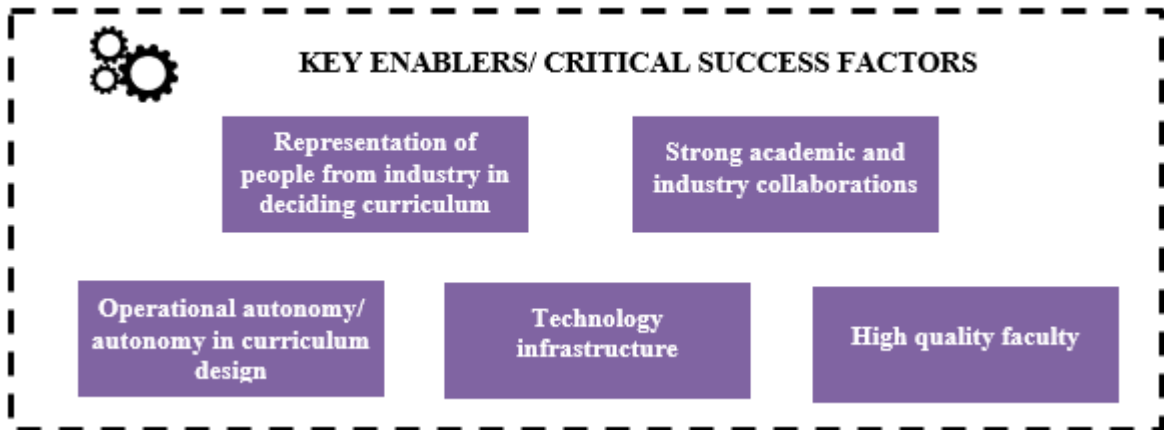 KEY ENABLERS/ CRITICAL SUCCESS FACTORS
Representation of
people from industry in
deciding curriculum
Strong academic and
industry collaborations
Operational autonomy/
autonomy in curriculum
design
Technology
infrastructure
High quality faculty